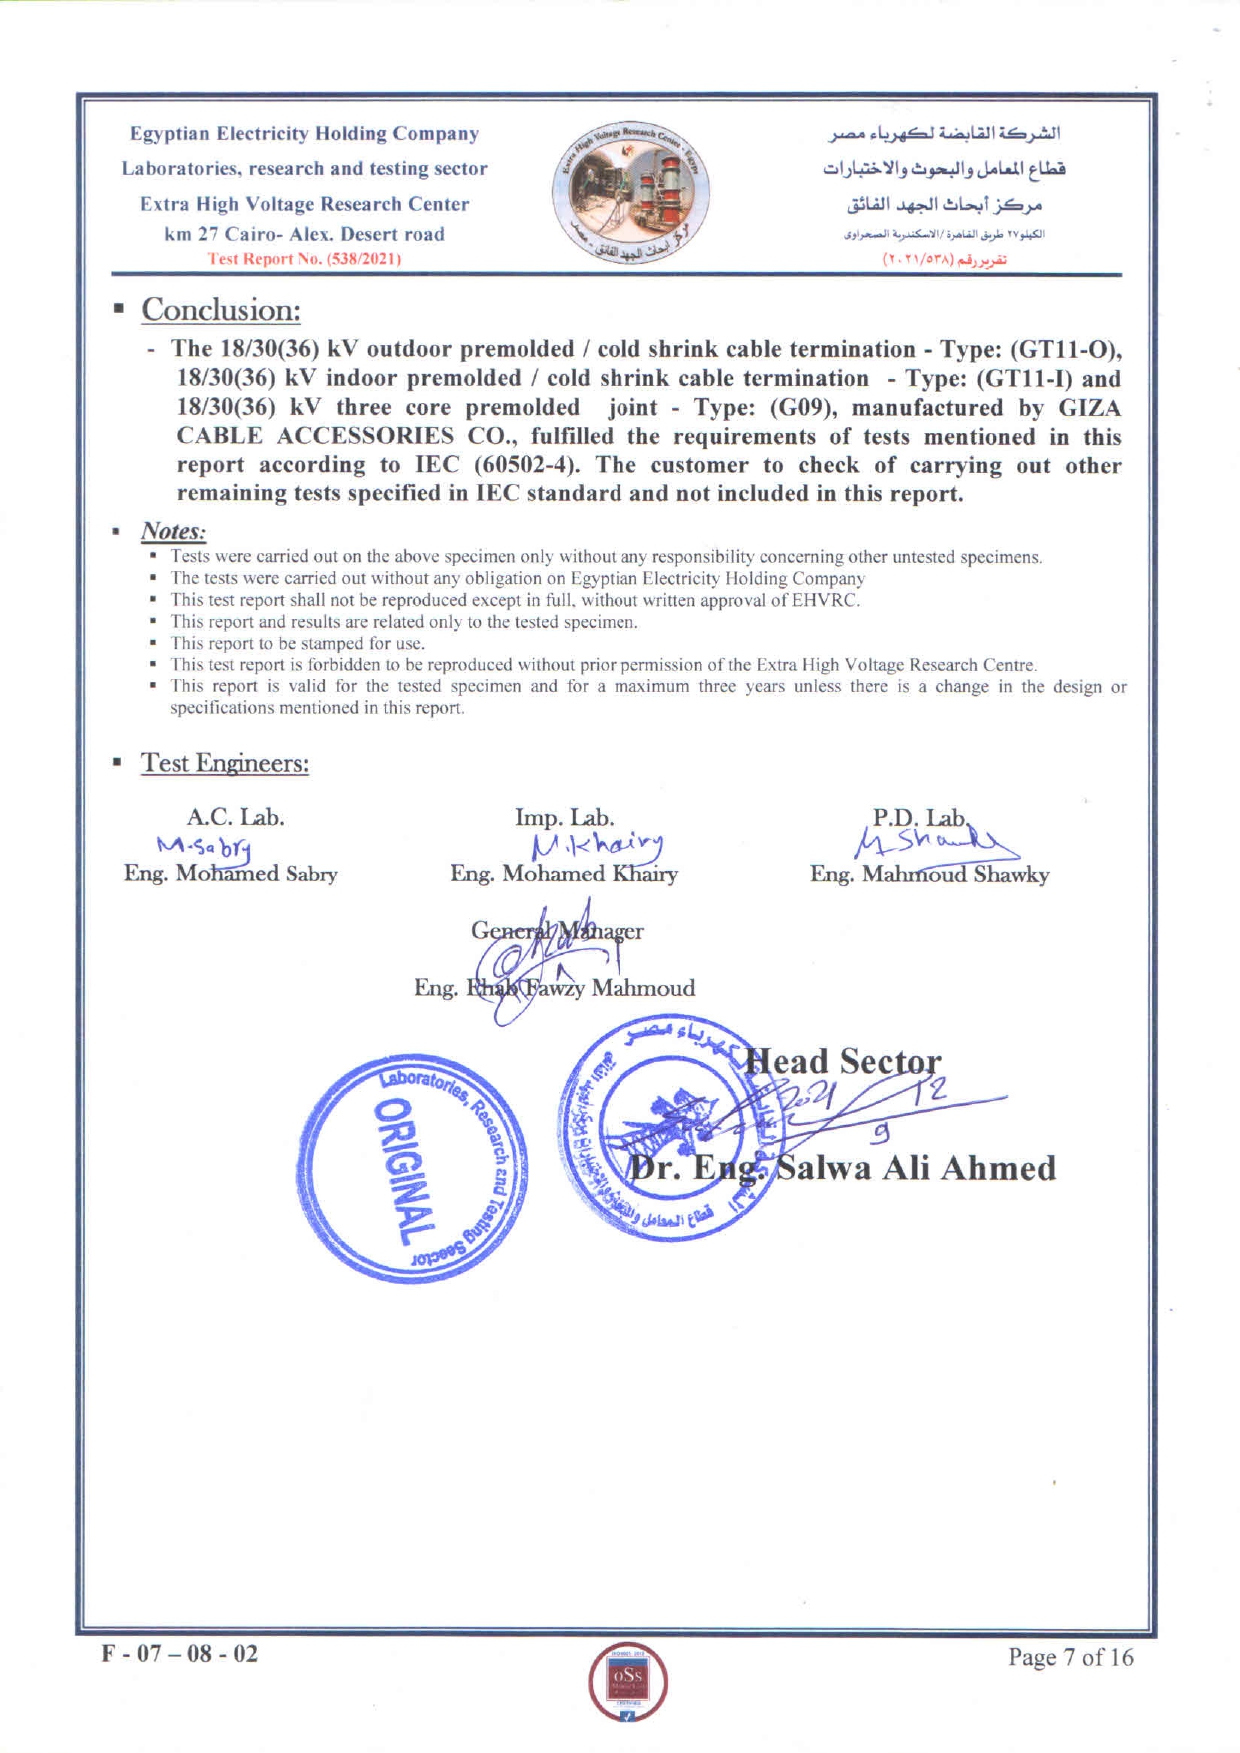 Egyptian Electricity Holding Company
Laboratories, research and testing sector
Extra High Voltage Research Center
km 27 Cairo- Alex. Desert road
Test Report No. (538/2021)
Extra High Voltage Research Center - Egypt
مركز أبحاث الجهد الفائق - مصر
الشركة القابضة لكهرباء مصر
قطاع المعامل والبحوث والاختبارات
مركز أبحاث الجهد الفائق
الكيلو ٢٧ طريق القاهرة /الاسكندرية الصحراوى
تقرير رقم (٢٠٢١/٥٣٨)
▪ Conclusion:
- The 18/30(36) kV outdoor premolded / cold shrink cable termination - Type: (GT11-O),
18/30(36) kV indoor premolded / cold shrink cable termination - Type: (GT11-I) and
18/30(36) kV three core premolded joint - Type: (G09), manufactured by GIZA
CABLE ACCESSORIES CO., fulfilled the requirements of tests mentioned in this
report according to IEC (60502-4). The customer to check of carrying out other
remaining tests specified in IEC standard and not included in this report.
▪ Notes:
▪ Tests were carried out on the above specimen only without any responsibility concerning other untested specimens.
▪ The tests were carried out without any obligation on Egyptian Electricity Holding Company
▪ This test report shall not be reproduced except in full, without written approval of EHVRC.
▪ This report and results are related only to the tested specimen.
▪ This report to be stamped for use.
▪ This test report is forbidden to be reproduced without prior permission of the Extra High Voltage Research Centre.
▪ This report is valid for the tested specimen and for a maximum three years unless there is a change in the design or
specifications mentioned in this report.
▪ Test Engineers:
A.C. Lab. Imp. Lab. P.D. Lab.
M.Sabry M.Khairy M Shawky
Eng. Mohamed Sabry Eng. Mohamed Khairy Eng. Mahmoud Shawky
General Manager
Eng. Ehab Fawzy Mahmoud
Head Sector
2021/12/9
Dr. Eng. Salwa Ali Ahmed
Laboratories, Research and Testing Seector
ORIGINAL
لكهرباء مصر
قطاع المعامل
F - 07 – 08 - 02
oSs
Page 7 of 16